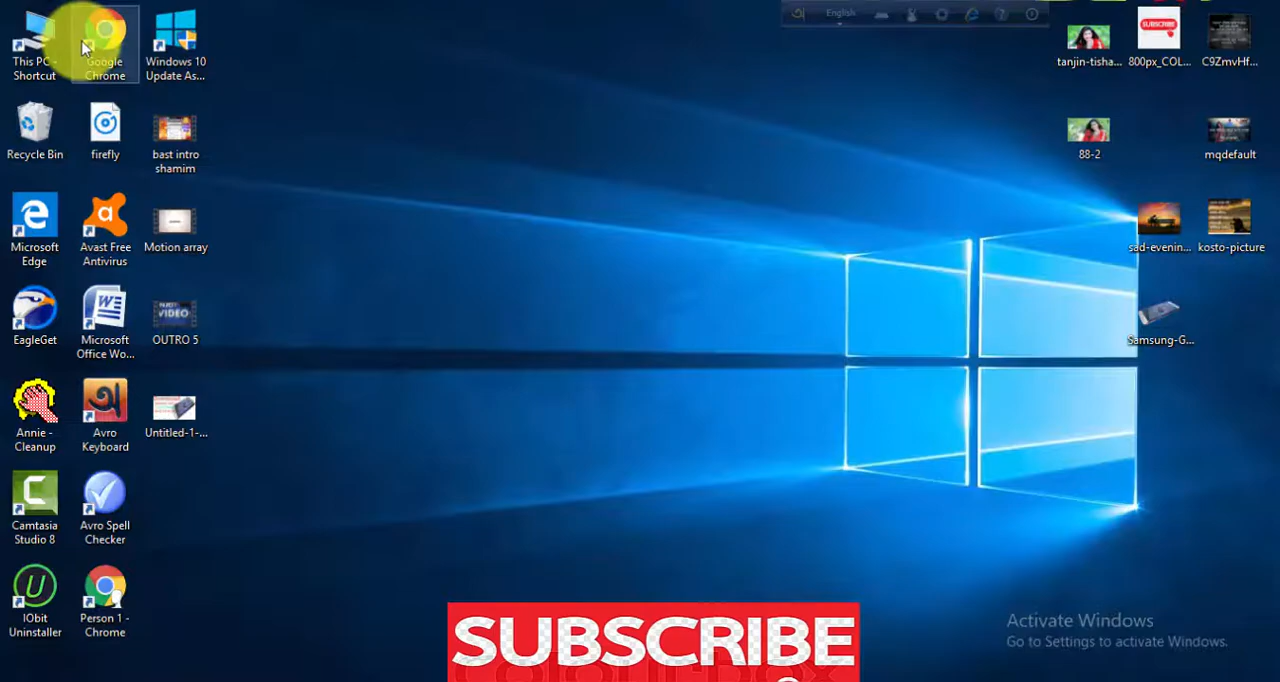 This PC -
Shortcut
Google
Chrome
Windows 10
Update As...
Recycle Bin
firefly
bast intro
shamim
Microsoft
Edge
Avast Free
Antivirus
Motion array
EagleGet
Microsoft
Office Wo...
OUTRO 5
VIDEO
Annie -
Cleanup
Avro
Keyboard
Untitled-1-...
Camtasia
Studio 8
Avro Spell
Checker
IObit
Uninstaller
Person 1 -
Chrome
English
tanjin-tisha...
SUBSCRIBE
800px_COL...
C9ZmvHf...
88-2
mqdefault
sad-evenin...
kosto-picture
Samsung-G...
Activate Windows
Go to Settings to activate Windows.
SUBSCRIBE